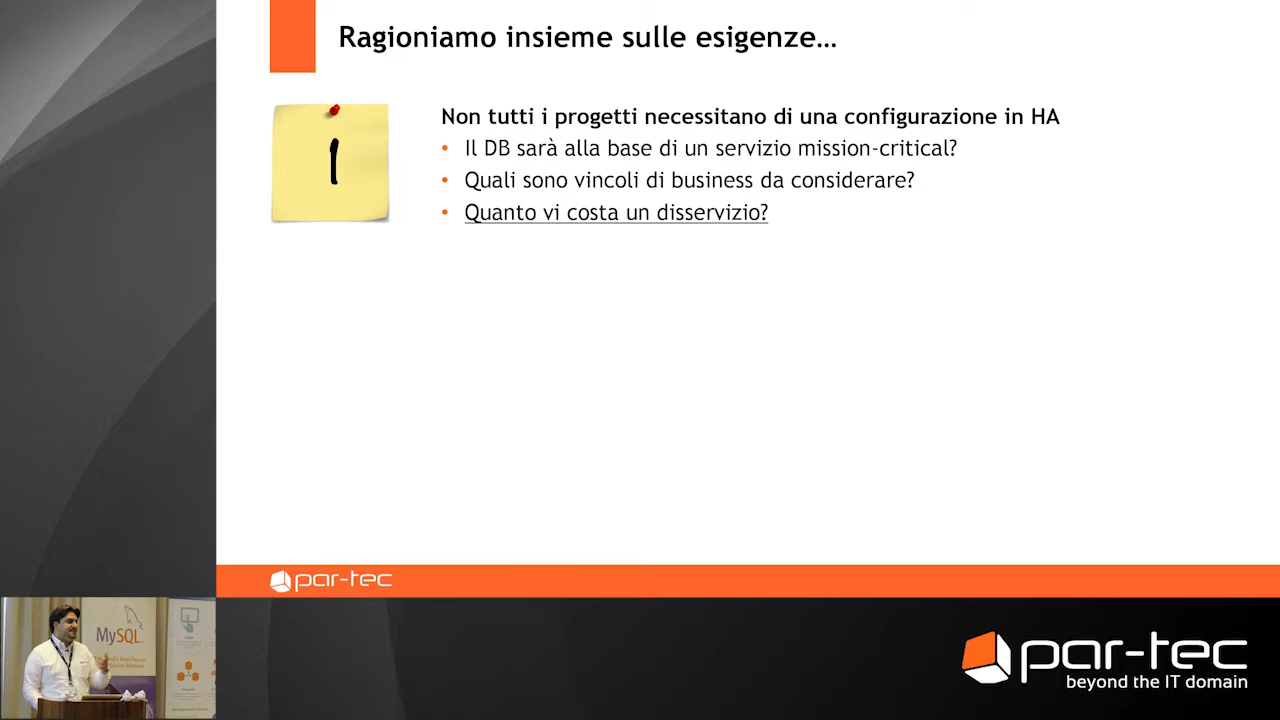 Ragioniamo insieme sulle esigenze…
1
Non tutti i progetti necessitano di una configurazione in HA
• Il DB sarà alla base di un servizio mission-critical?
• Quali sono vincoli di business da considerare?
• Quanto vi costa un disservizio?
par-tec
MySQL
par-tec
beyond the IT domain